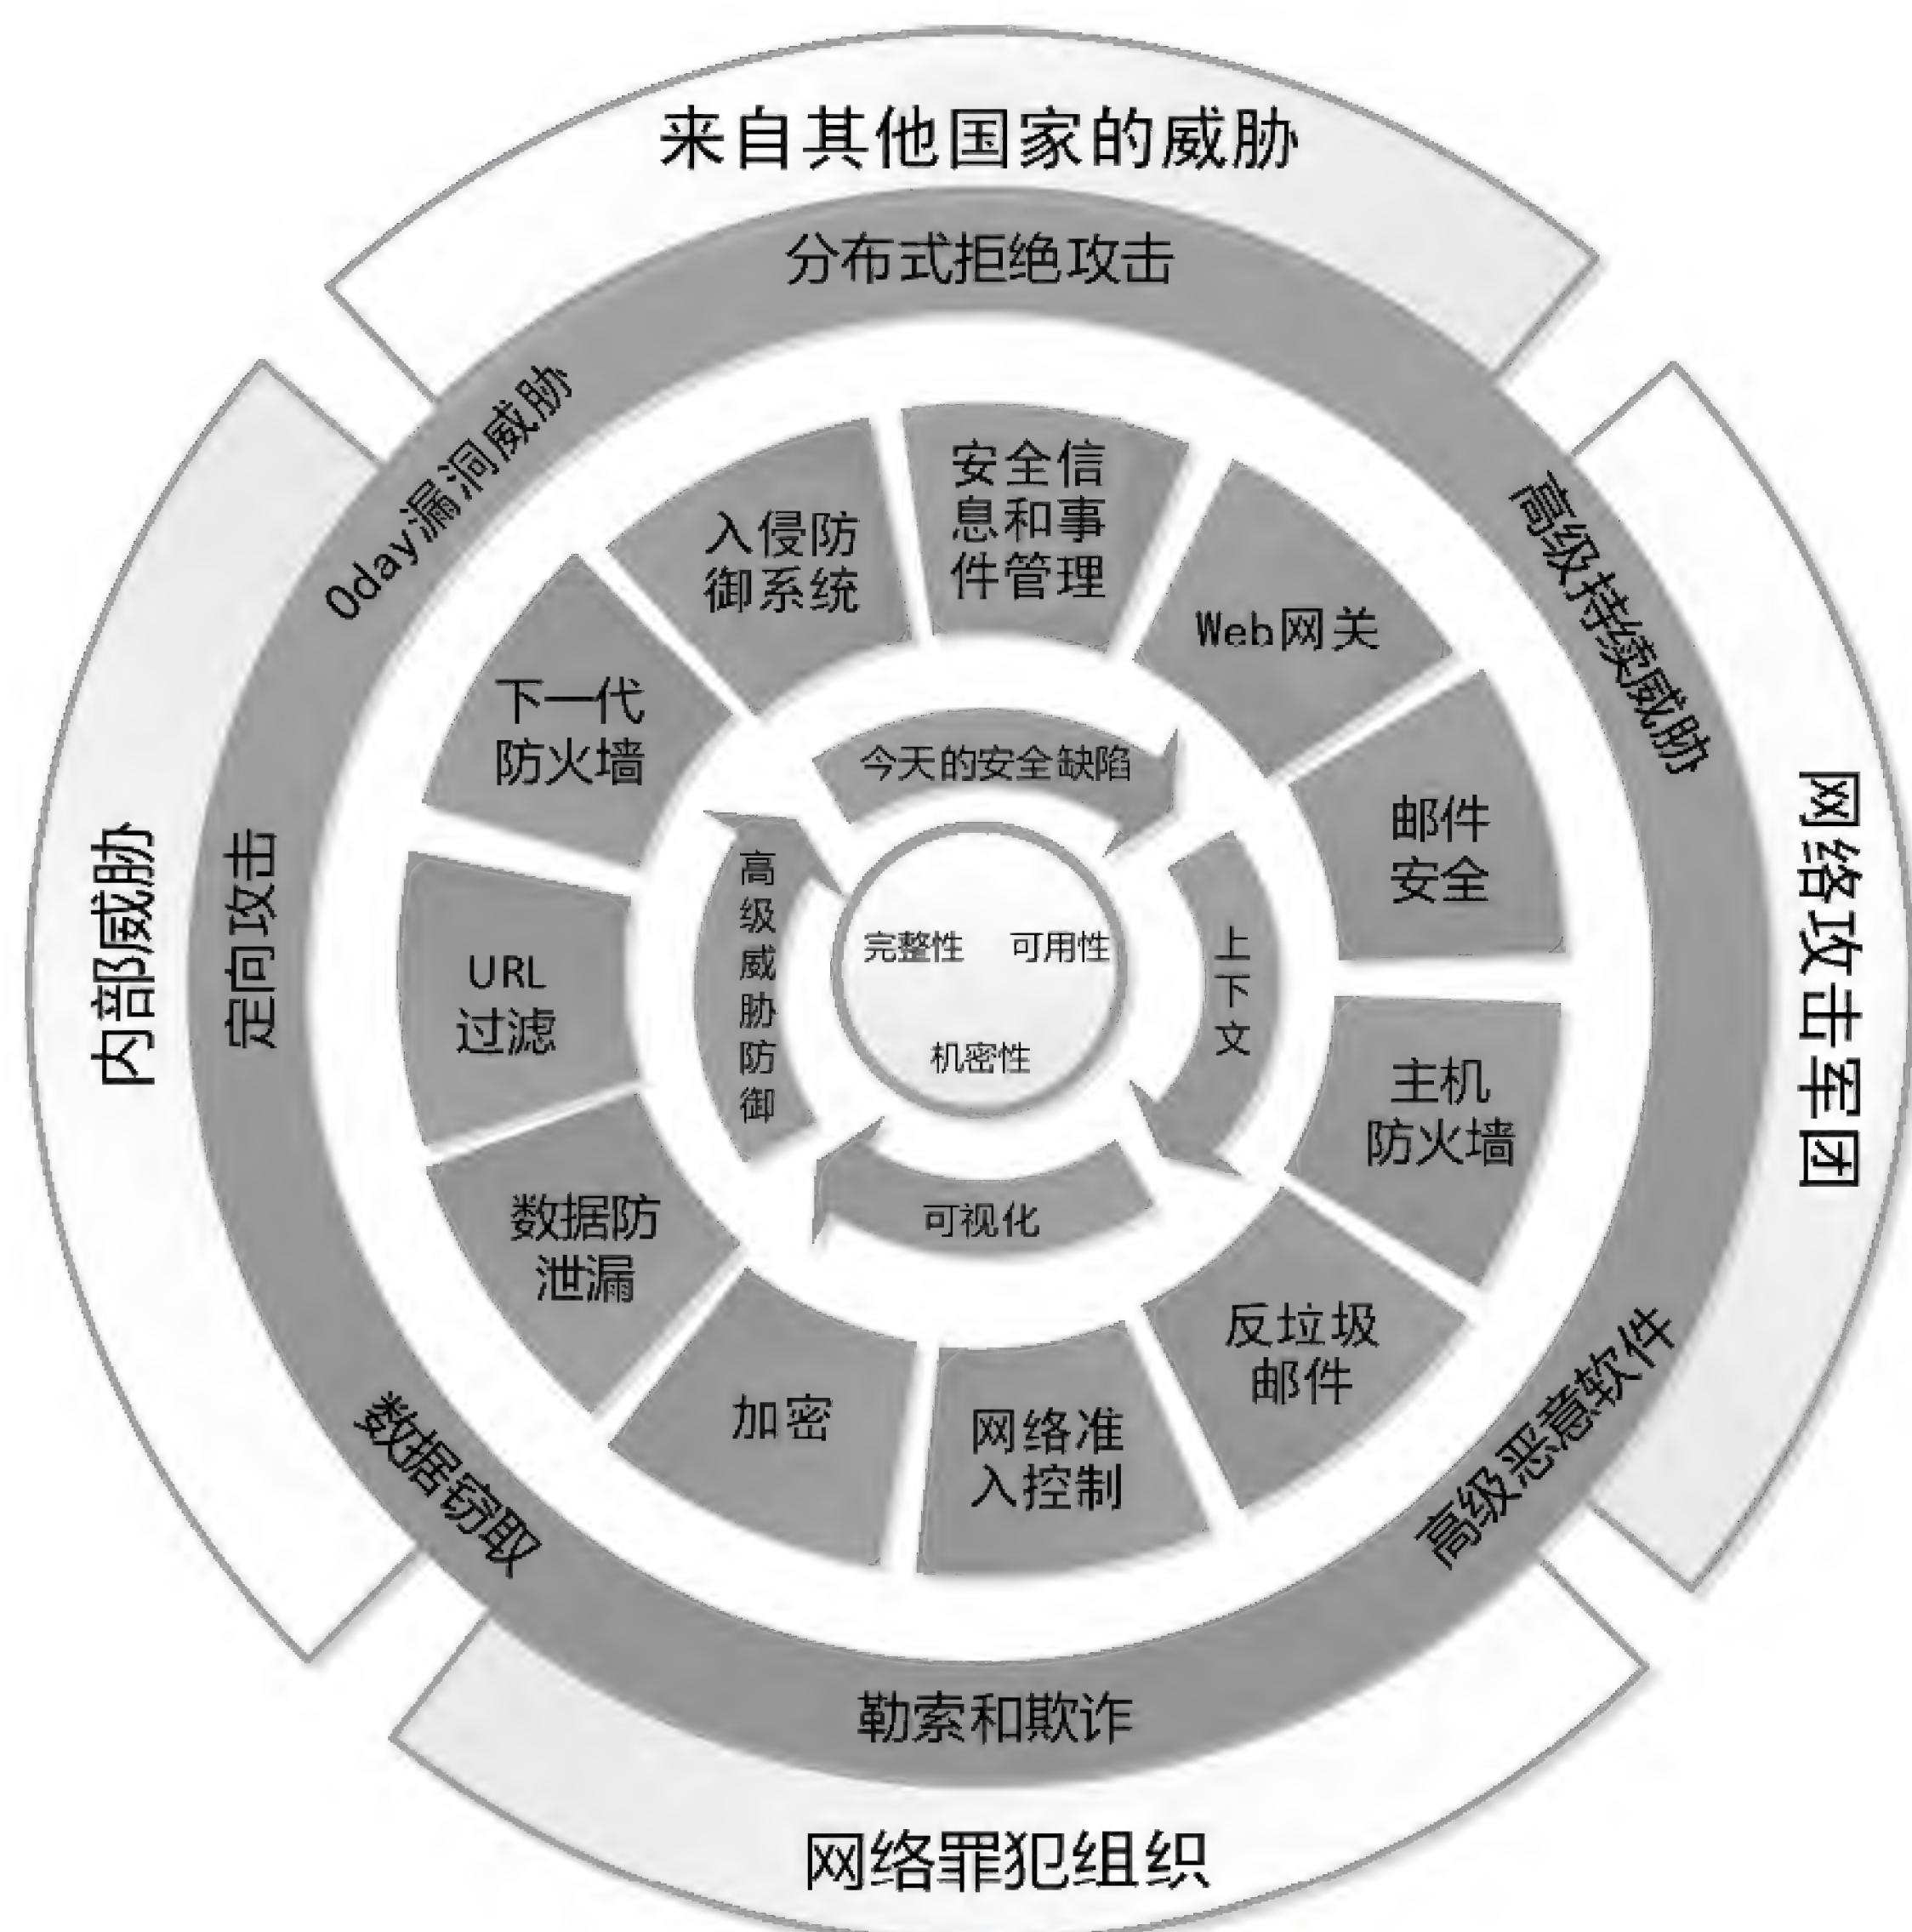 来自其他国家的威胁
分布式拒绝攻击
0day漏洞威胁
高级持续威胁
安全信
息和事
件管理
入侵防
御系统
Web网关
下一代
防火墙
今天的安全缺陷
邮件
安全
网络攻击军团
内部威胁
定向攻击
高级威胁防御
完整性
可用性
机密性
上下文
URL
过滤
主机
防火墙
可视化
数据防
泄漏
反垃圾
邮件
加密
网络准
入控制
数据窃取
高级恶意软件
勒索和欺诈
网络罪犯组织